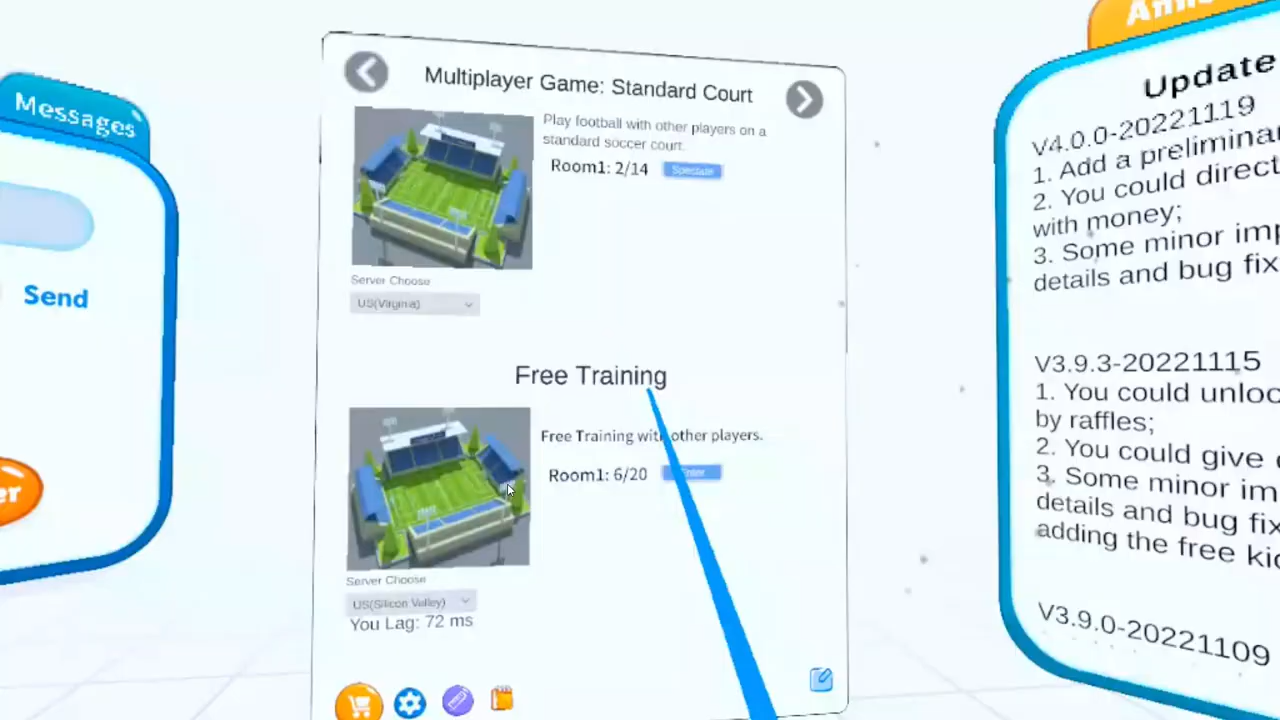 Messages
Send
er
Multiplayer Game: Standard Court
Play football with other players on a
standard soccer court.
Room1: 2/14
Spectate
Server Choose
US(Virginia)
Free Training
Free Training with other players.
Room1: 6/20
Enter
Server Choose
US(Silicon Valley)
You Lag: 72 ms
Update
v4.0.0-20221119
1. Add a preliminar
2. You could direct
with money;
3. Some minor imp
details and bug fix
V3.9.3-20221115
1. You could unloc
by raffles;
2. You could give
3. Some minor im
details and bug fix
adding the free kic
V3.9.0-20221109